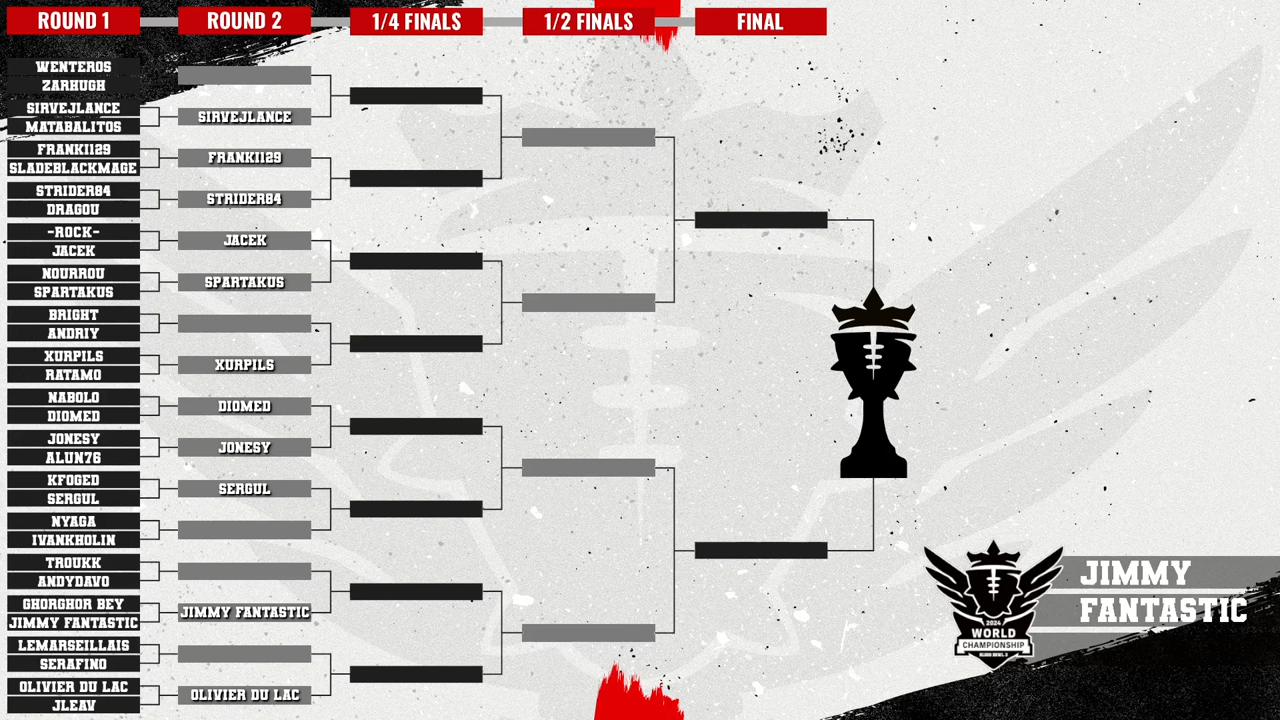 ROUND 1
ROUND 2
1/4 FINALS
1/2 FINALS
FINAL
WENTEROS
ZARHUGH
SIRVEJLANCE
MATABALITOS
FRANKI129
SLADEBLACKMAGE
STRIDER84
DRAGOU
-ROCK-
JACEK
NOURROU
SPARTAKUS
BRIGHT
ANDRIY
XURPILS
RATAMO
NABOLO
DIOMED
JONESY
ALUN76
KFOGED
SERGUL
NYAGA
IVANKHOLIN
TROUKK
ANDYDAVO
GHORGHOR BEY
JIMMY FANTASTIC
LEMARSEILLAIS
SERAFINO
OLIVIER DU LAC
JLEAV
SIRVEJLANCE
FRANKI129
STRIDER84
JACEK
SPARTAKUS
XURPILS
DIOMED
JONESY
SERGUL
JIMMY FANTASTIC
OLIVIER DU LAC
2024
WORLD
CHAMPIONSHIP
BLOOD BOWL 3
JIMMY
FANTASTIC